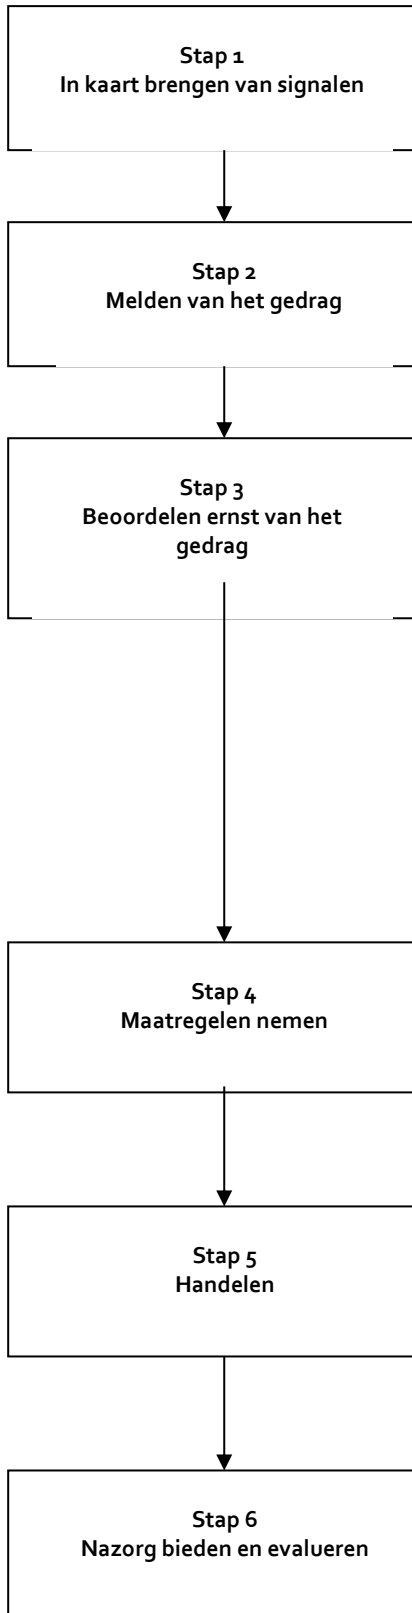 Stap 1
In kaart brengen van signalen
Stap 2
Melden van het gedrag
Stap 3
Beoordelen ernst van het
gedrag
Stap 4
Maatregelen nemen
Stap 5
Handelen
Stap 6
Nazorg bieden en evalueren